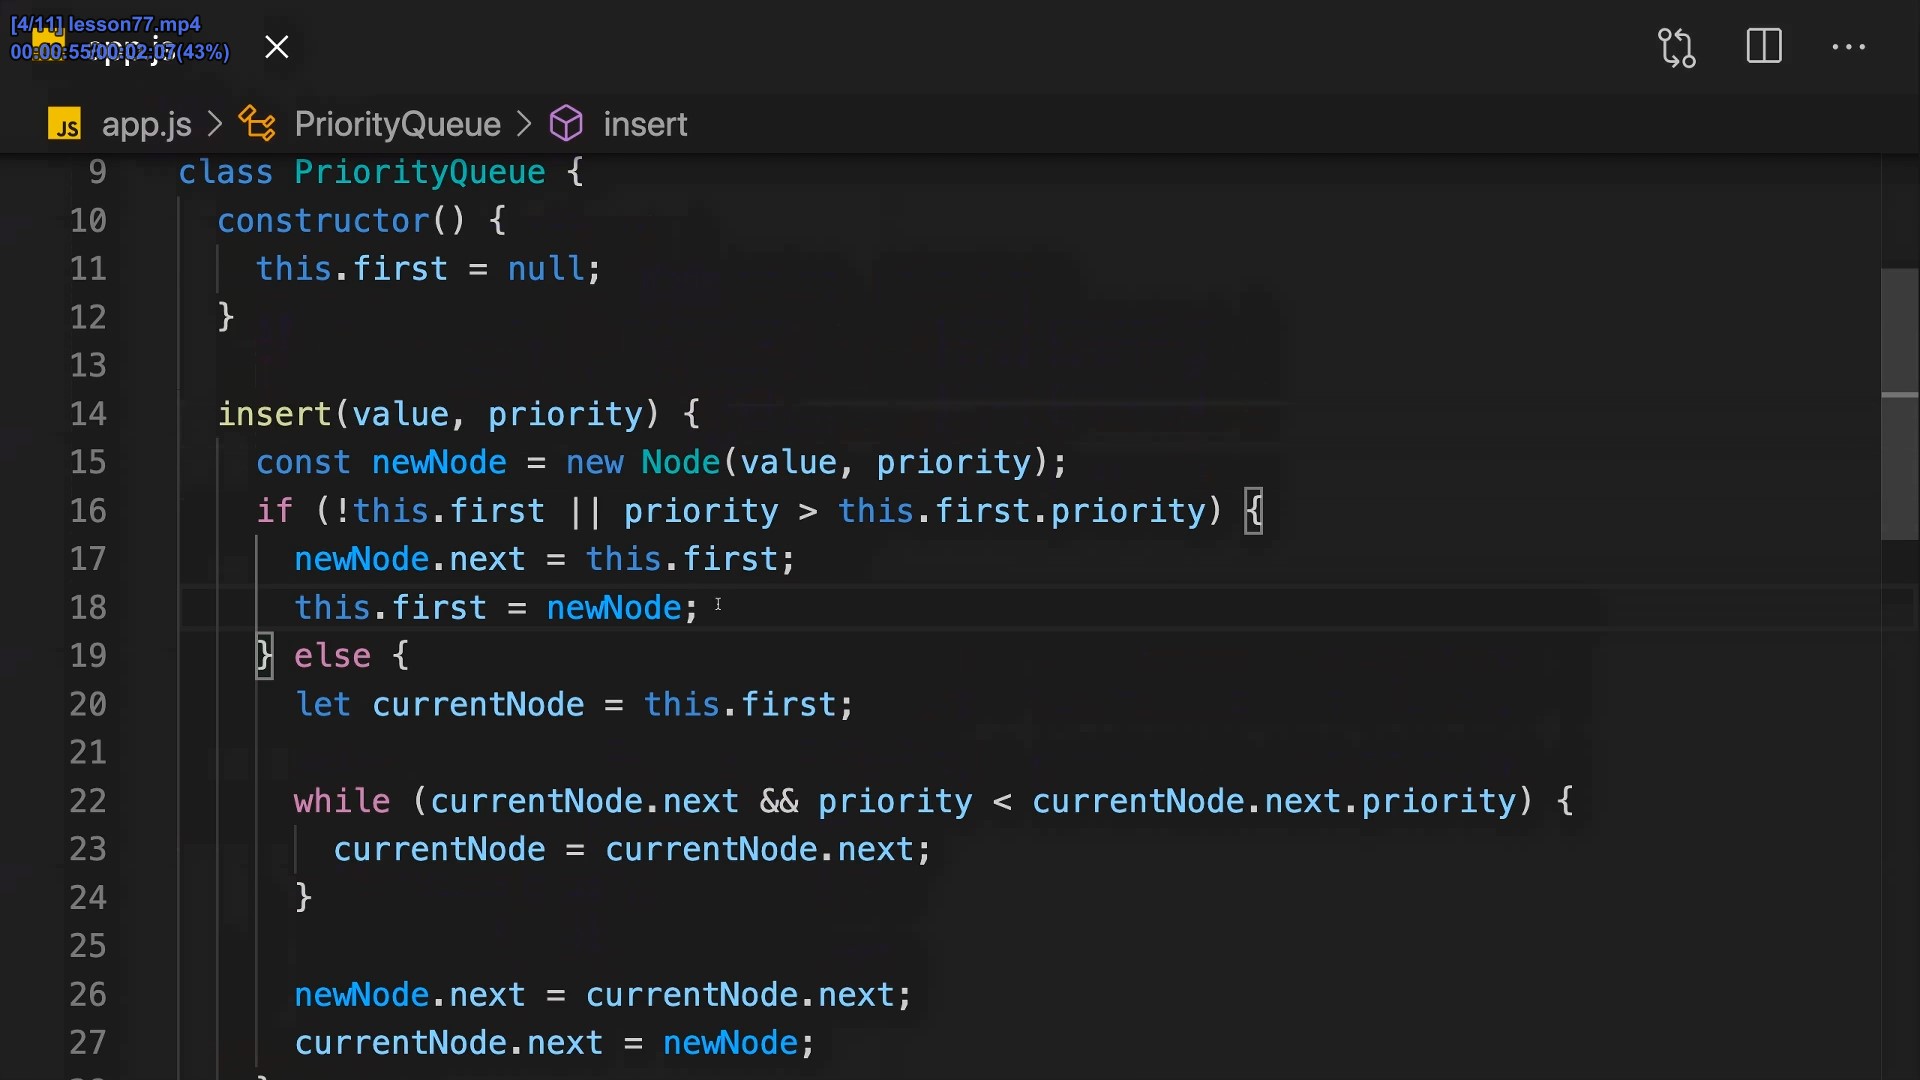 [4/11] lesson77.mp4
00:00:55/00:02:07(43%)
app.js
JS app.js > PriorityQueue > insert
9 class PriorityQueue {
10 constructor() {
11 this.first = null;
12 }
13
14 insert(value, priority) {
15 const newNode = new Node(value, priority);
16 if (!this.first || priority > this.first.priority) {
17 newNode.next = this.first;
18 this.first = newNode;
19 } else {
20 let currentNode = this.first;
21
22 while (currentNode.next && priority < currentNode.next.priority) {
23 currentNode = currentNode.next;
24 }
25
26 newNode.next = currentNode.next;
27 currentNode.next = newNode;